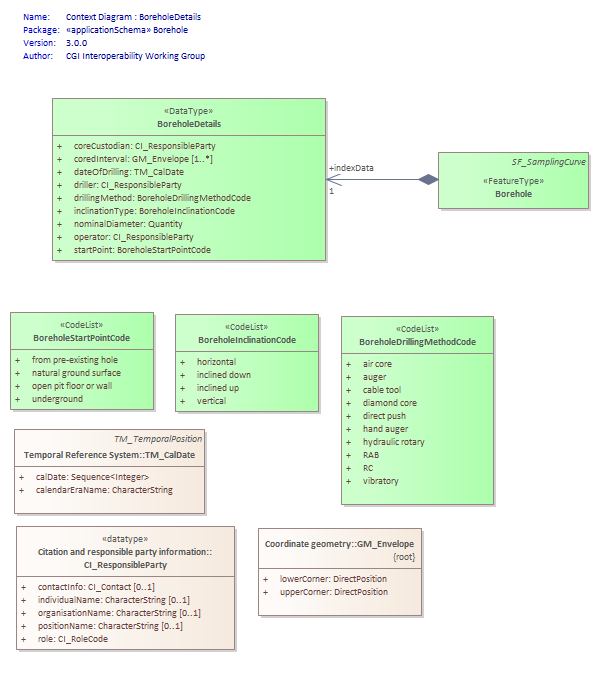 Name: Context Diagram : BoreholeDetails
Package: «applicationSchema» Borehole
Version: 3.0.0
Author: CGI Interoperability Working Group
«DataType»
BoreholeDetails
+ coreCustodian: CI_ResponsibleParty
+ coredInterval: GM_Envelope [1..*]
+ dateOfDrilling: TM_CalDate
+ driller: CI_ResponsibleParty
+ drillingMethod: BoreholeDrillingMethodCode
+ inclinationType: BoreholeInclinationCode
+ nominalDiameter: Quantity
+ operator: CI_ResponsibleParty
+ startPoint: BoreholeStartPointCode
+indexData
1
SF_SamplingCurve
«FeatureType»
Borehole
«CodeList»
BoreholeStartPointCode
+ from pre-existing hole
+ natural ground surface
+ open pit floor or wall
+ underground
«CodeList»
BoreholeInclinationCode
+ horizontal
+ inclined down
+ inclined up
+ vertical
«CodeList»
BoreholeDrillingMethodCode
+ air core
+ auger
+ cable tool
+ diamond core
+ direct push
+ hand auger
+ hydraulic rotary
+ RAB
+ RC
+ vibratory
TM_TemporalPosition
Temporal Reference System::TM_CalDate
+ calDate: Sequence<Integer>
+ calendarEraName: CharacterString
«datatype»
Citation and responsible party information::
CI_ResponsibleParty
+ contactInfo: CI_Contact [0..1]
+ individualName: CharacterString [0..1]
+ organisationName: CharacterString [0..1]
+ positionName: CharacterString [0..1]
+ role: CI_RoleCode
Coordinate geometry::GM_Envelope
{root}
+ lowerCorner: DirectPosition
+ upperCorner: DirectPosition